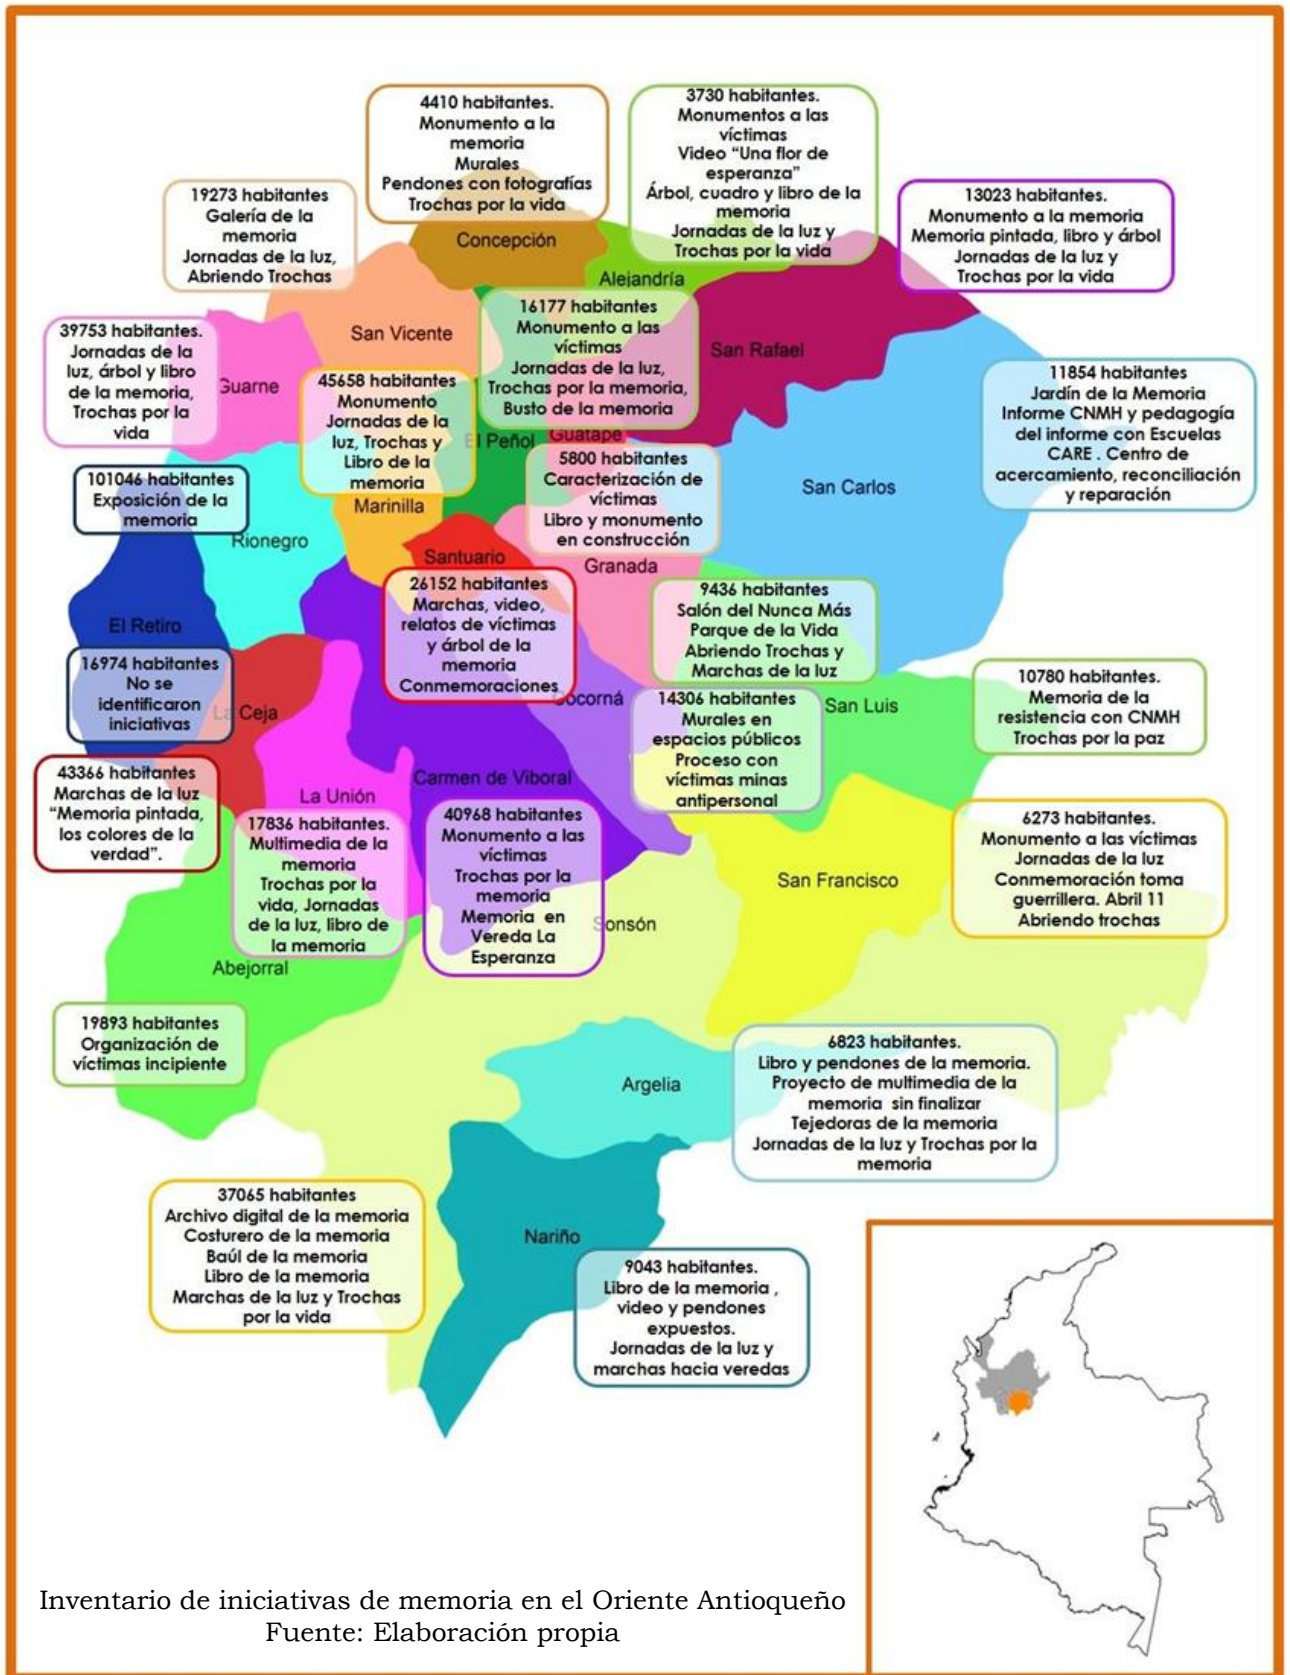 4410 habitantes.
Monumento a la
memoria
Murales
Pendones con fotografías
Trochas por la vida
Concepción
3730 habitantes.
Monumentos a las
víctimas
Video “Una flor de
esperanza”
Árbol, cuadro y libro de la
memoria
Jornadas de la luz y
Trochas por la vida
Alejandría
19273 habitantes
Galería de la
memoria
Jornadas de la luz,
Abriendo Trochas
San Vicente
13023 habitantes.
Monumento a la memoria
Memoria pintada, libro y árbol
Jornadas de la luz y
Trochas por la vida
San Rafael
39753 habitantes.
Jornadas de la
luz, árbol y libro
de la memoria,
Trochas por la
vida
Guarne
16177 habitantes
Monumento a las
víctimas
Jornadas de la luz,
Trochas por la memoria,
Busto de la memoria
El Peñol
Guatapé
45658 habitantes
Monumento
Jornadas de la
luz, Trochas y
Libro de la
memoria
Marinilla
11854 habitantes
Jardín de la Memoria
Informe CNMH y pedagogía
del informe con Escuelas
CARE . Centro de
acercamiento, reconciliación
y reparación
San Carlos
5800 habitantes
Caracterización de
víctimas
Libro y monumento
en construcción
Granada
101046 habitantes
Exposición de la
memoria
Rionegro
Santuario
26152 habitantes
Marchas, video,
relatos de víctimas
y árbol de la
memoria
Conmemoraciones
9436 habitantes
Salón del Nunca Más
Parque de la Vida
Abriendo Trochas y
Marchas de la luz
El Retiro
16974 habitantes
No se
identificaron
iniciativas
La Ceja
Cocorná
14306 habitantes
Murales en
espacios públicos
Proceso con
víctimas minas
antipersonal
San Luis
10780 habitantes.
Memoria de la
resistencia con CNMH
Trochas por la paz
43366 habitantes
Marchas de la luz
“Memoria pintada,
los colores de la
verdad”.
La Unión
17836 habitantes.
Multimedia de la
memoria
Trochas por la
vida, Jornadas
de la luz, libro de
la memoria
Carmen de Viboral
40968 habitantes
Monumento a las
víctimas
Trochas por la
memoria
Memoria en
Vereda La
Esperanza
San Francisco
6273 habitantes.
Monumento a las víctimas
Jornadas de la luz
Conmemoración toma
guerrillera. Abril 11
Abriendo trochas
Sonsón
Abejorral
19893 habitantes
Organización de
víctimas incipiente
Argelia
6823 habitantes.
Libro y pendones de la memoria.
Proyecto de multimedia de la
memoria sin finalizar
Tejedoras de la memoria
Jornadas de la luz y Trochas por la
memoria
37065 habitantes
Archivo digital de la memoria
Costurero de la memoria
Baúl de la memoria
Libro de la memoria
Marchas de la luz y Trochas
por la vida
Nariño
9043 habitantes.
Libro de la memoria ,
video y pendones
expuestos.
Jornadas de la luz y
marchas hacia veredas
Inventario de iniciativas de memoria en el Oriente Antioqueño
Fuente: Elaboración propia